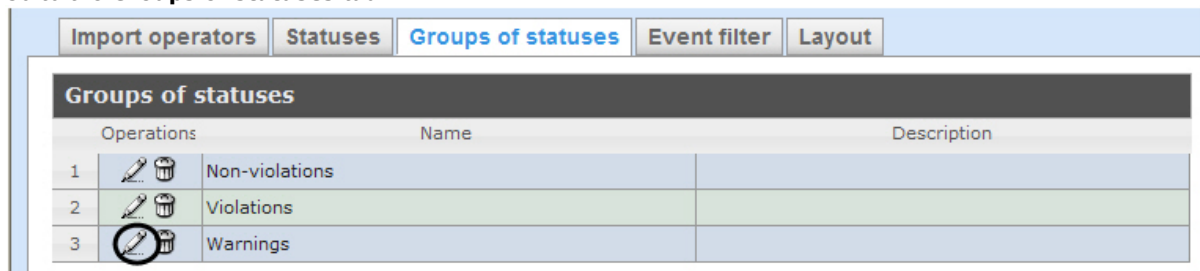 Import operators Statuses Groups of statuses Event filter Layout
Groups of statuses
Operations Name Description
1 Non-violations
2 Violations
3 Warnings